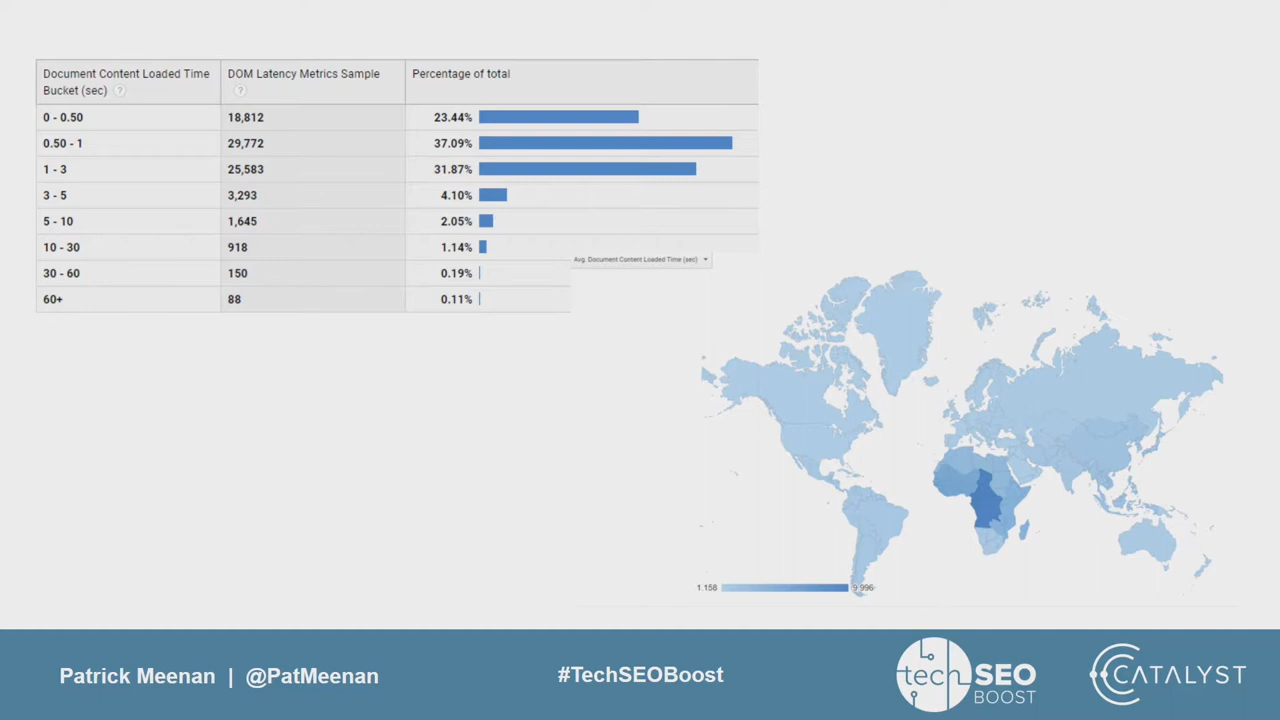 Document Content Loaded Time
Bucket (sec) ?
DOM Latency Metrics Sample
?
Percentage of total
0 - 0.50 18,812 23.44%
0.50 - 1 29,772 37.09%
1 - 3 25,583 31.87%
3 - 5 3,293 4.10%
5 - 10 1,645 2.05%
10 - 30 918 1.14%
30 - 60 150 0.19%
60+ 88 0.11%
Avg. Document Content Loaded Time (sec)
1.158 9.996
Patrick Meenan | @PatMeenan
#TechSEOBoost
tech SEO
BOOST
CATALYST